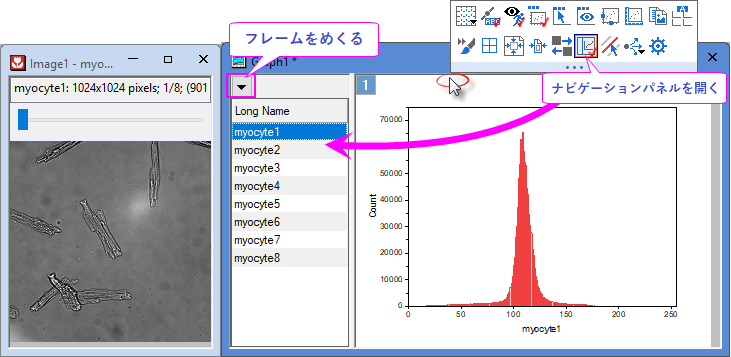 フレームをめくる
Image1 - myo...
Graph1 *
myocyte1: 1024x1024 pixels; 1/8; (901
ナビゲーションパネルを開く
1
Long Name
myocyte1
myocyte2
myocyte3
myocyte4
myocyte5
myocyte6
myocyte7
myocyte8
70000
60000
50000
40000
30000
20000
10000
0
Count
0
50
100
150
200
250
myocyte1